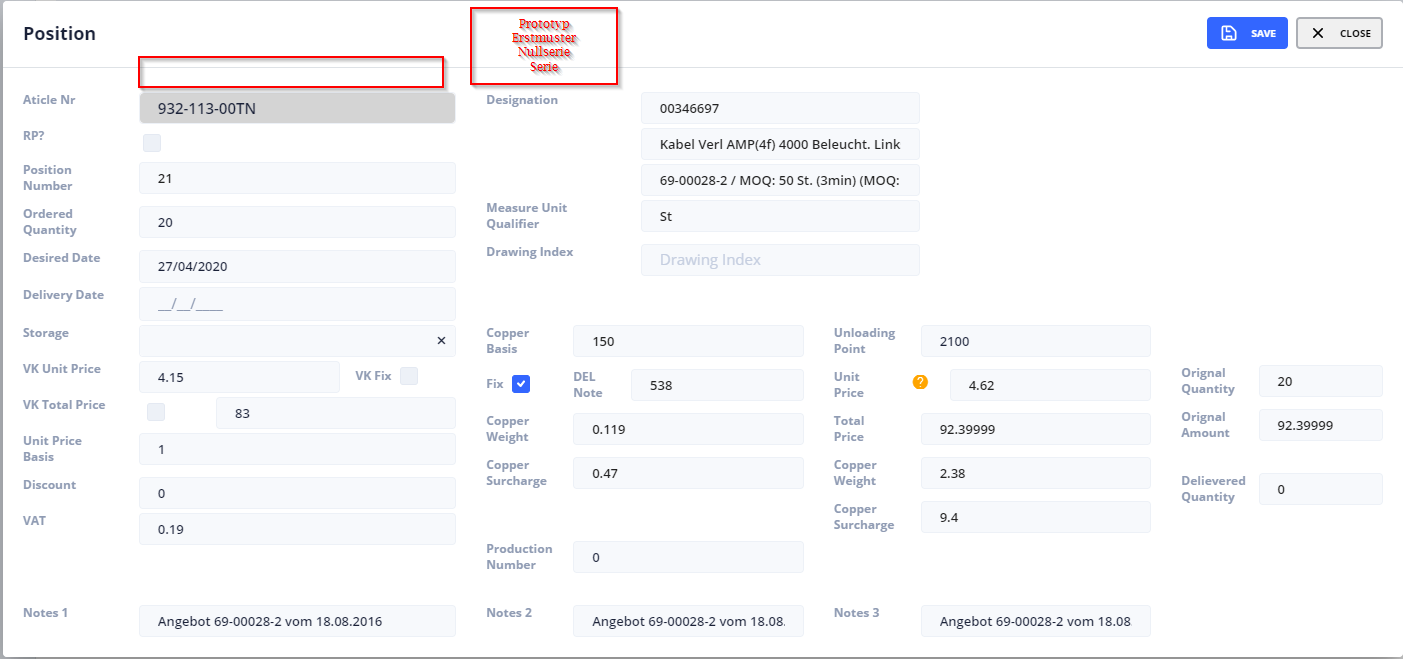 Position
Prototyp
Erstmuster
Nullserie
Serie
SAVE
CLOSE
Aticle Nr
932-113-00TN
RP?
Position
Number
21
Ordered
Quantity
20
Desired Date
27/04/2020
Delivery Date
__/__/____
Storage
VK Unit Price
4.15
VK Fix
VK Total Price
83
Unit Price
Basis
1
Discount
0
VAT
0.19
Designation
00346697
Kabel Verl AMP(4f) 4000 Beleucht. Link
69-00028-2 / MOQ: 50 St. (3min) (MOQ:
Measure Unit
Qualifier
St
Drawing Index
Drawing Index
Copper
Basis
150
Fix
DEL
Note
538
Copper
Weight
0.119
Copper
Surcharge
0.47
Production
Number
0
Unloading
Point
2100
Unit
Price
?
4.62
Total
Price
92.39999
Copper
Weight
2.38
Copper
Surcharge
9.4
Orignal
Quantity
20
Orignal
Amount
92.39999
Delievered
Quantity
0
Notes 1
Angebot 69-00028-2 vom 18.08.2016
Notes 2
Angebot 69-00028-2 vom 18.08.
Notes 3
Angebot 69-00028-2 vom 18.08